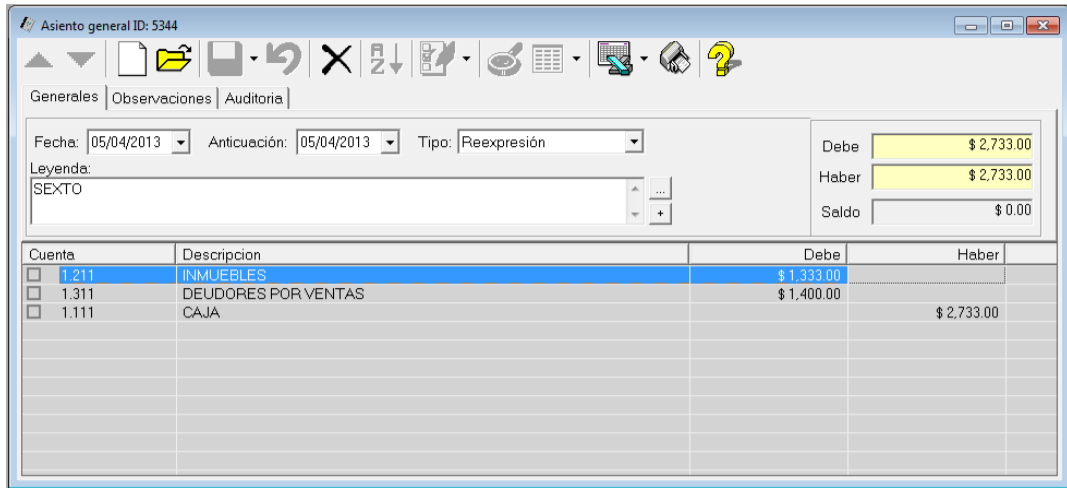 Asiento general ID: 5344
Generales Observaciones Auditoria
Fecha: 05/04/2013 Anticuación: 05/04/2013 Tipo: Reexpresión
Debe $ 2,733.00
Leyenda:
SEXTO
...
+
Haber $ 2,733.00
Saldo $ 0.00
Cuenta Descripcion Debe Haber
1.211 INMUEBLES $ 1,333.00
1.311 DEUDORES POR VENTAS $ 1,400.00
1.111 CAJA $ 2,733.00